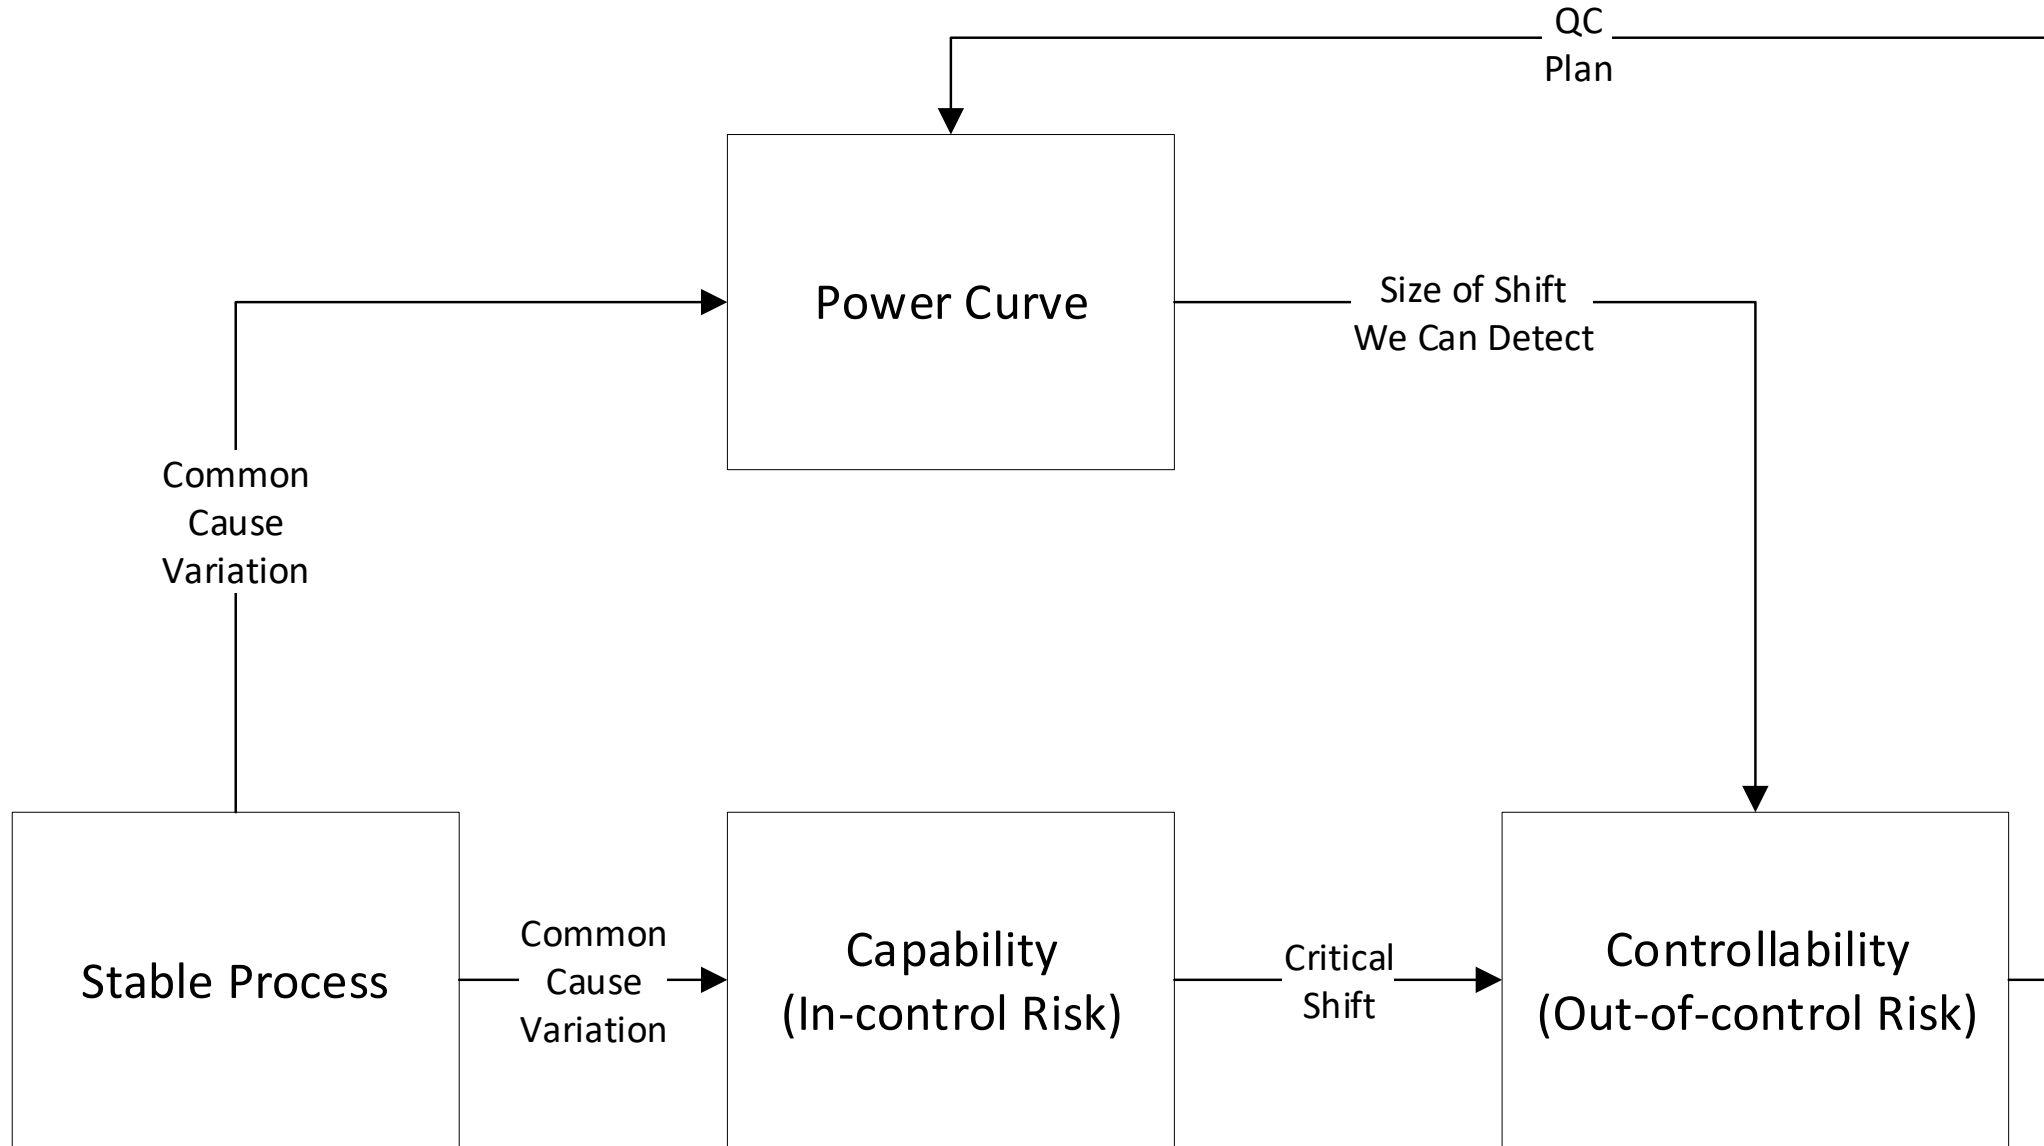 QC
Plan
Power Curve
Size of Shift
We Can Detect
Common
Cause
Variation
Stable Process
Common
Cause
Variation
Capability
(In-control Risk)
Critical
Shift
Controllability
(Out-of-control Risk)